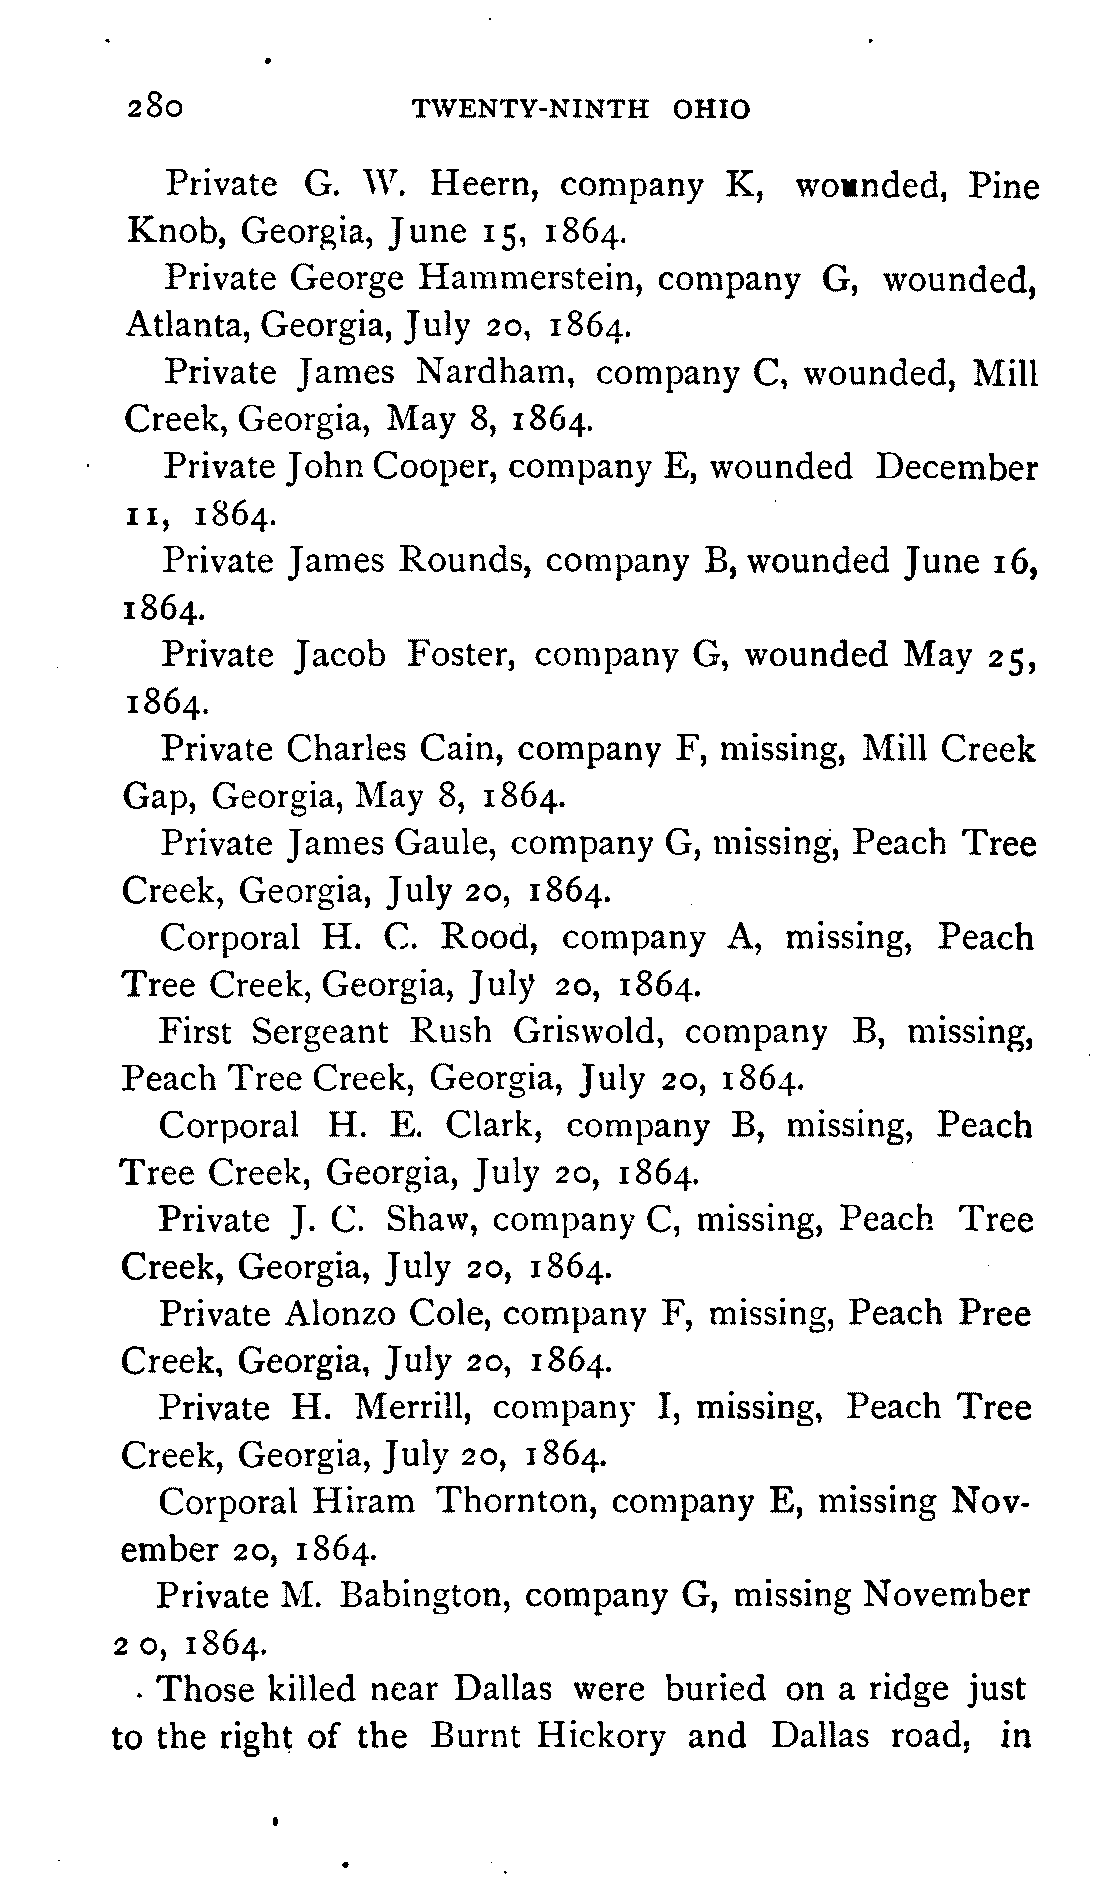 280 TWENTY-NINTH OHIO
Private G. W. Heern, company K, wounded, Pine
Knob, Georgia, June 15, 1864.
Private George Hammerstein, company G, wounded,
Atlanta, Georgia, July 20, 1864.
Private James Nardham, company C, wounded, Mill
Creek, Georgia, May 8, 1864.
Private John Cooper, company E, wounded December
11, 1864.
Private James Rounds, company B, wounded June 16,
1864.
Private Jacob Foster, company G, wounded May 25,
1864.
Private Charles Cain, company F, missing, Mill Creek
Gap, Georgia, May 8, 1864.
Private James Gaule, company G, missing, Peach Tree
Creek, Georgia, July 20, 1864.
Corporal H. C. Rood, company A, missing, Peach
Tree Creek, Georgia, July 20, 1864.
First Sergeant Rush Griswold, company B, missing,
Peach Tree Creek, Georgia, July 20, 1864.
Corporal H. E. Clark, company B, missing, Peach
Tree Creek, Georgia, July 20, 1864.
Private J. C. Shaw, company C, missing, Peach Tree
Creek, Georgia, July 20, 1864.
Private Alonzo Cole, company F, missing, Peach Pree
Creek, Georgia, July 20, 1864.
Private H. Merrill, company I, missing, Peach Tree
Creek, Georgia, July 20, 1864.
Corporal Hiram Thornton, company E, missing Nov-
ember 20, 1864.
Private M. Babington, company G, missing November
2 0, 1864.
Those killed near Dallas were buried on a ridge just
to the right of the Burnt Hickory and Dallas road, in